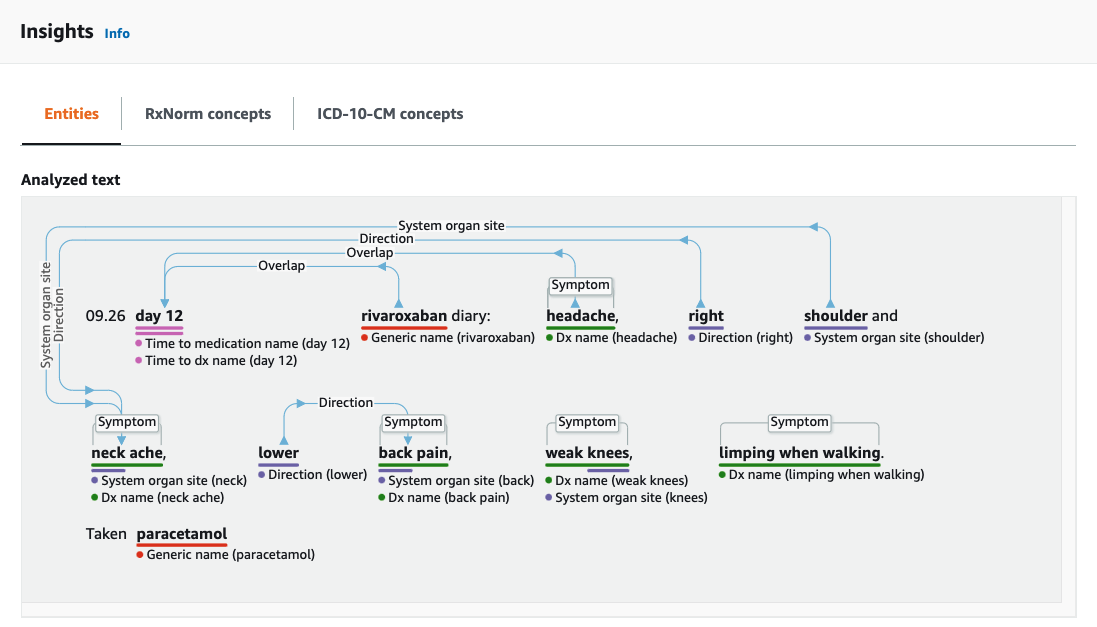 Insights Info
Entities RxNorm concepts ICD-10-CM concepts
Analyzed text
System organ site
Direction
Overlap
Overlap
System organ site
Direction
Symptom
09.26 day 12 rivaroxaban diary: headache, right shoulder and
Time to medication name (day 12) Generic name (rivaroxaban) Dx name (headache) Direction (right) System organ site (shoulder)
Time to dx name (day 12)
Direction
Symptom Symptom Symptom Symptom
neck ache, lower back pain, weak knees, limping when walking.
System organ site (neck) Direction (lower) System organ site (back) Dx name (weak knees) Dx name (limping when walking)
Dx name (neck ache) Dx name (back pain) System organ site (knees)
Taken paracetamol
Generic name (paracetamol)